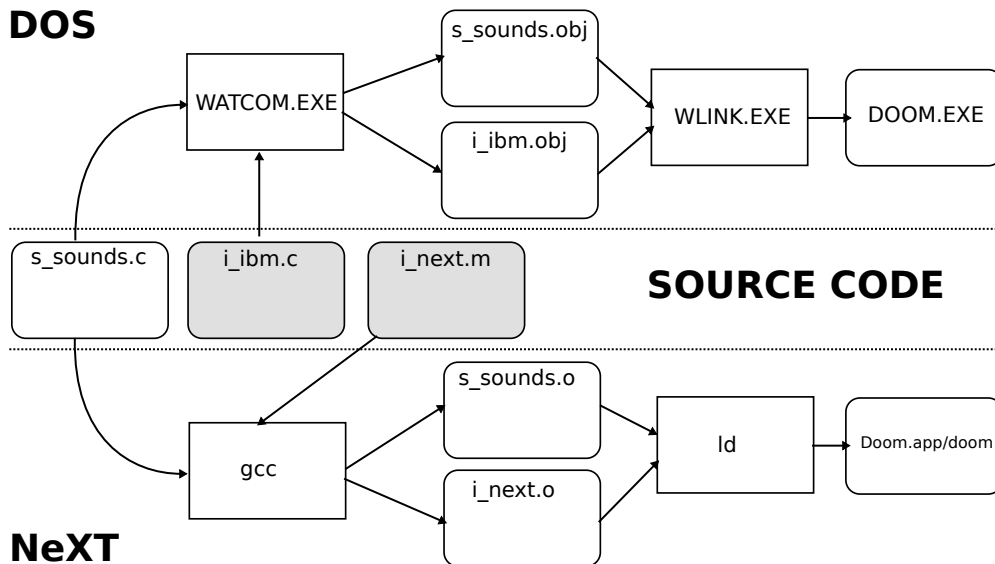 DOS
s_sounds.obj
WATCOM.EXE
WLINK.EXE
DOOM.EXE
i_ibm.obj
s_sounds.c
i_ibm.c
i_next.m
SOURCE CODE
s_sounds.o
gcc
ld
Doom.app/doom
i_next.o
NeXT